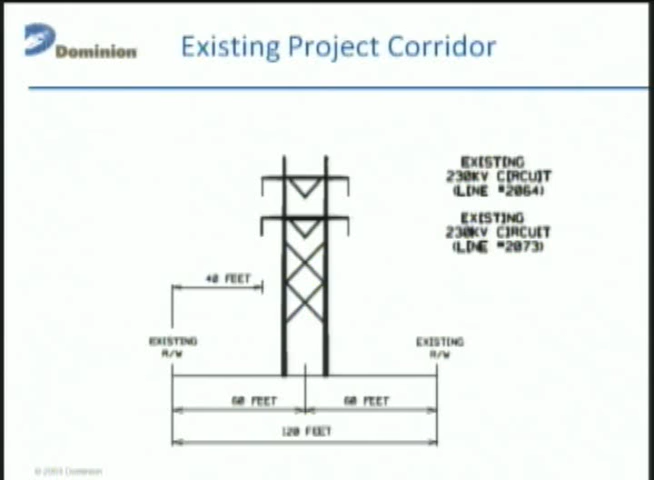 Dominion
Existing Project Corridor
EXISTING
230KV CIRCUIT
(LINE #2064)
EXISTING
230KV CIRCUIT
(LINE #2073)
40 FEET
EXISTING
R/W
EXISTING
R/W
60 FEET
60 FEET
120 FEET
Dominion